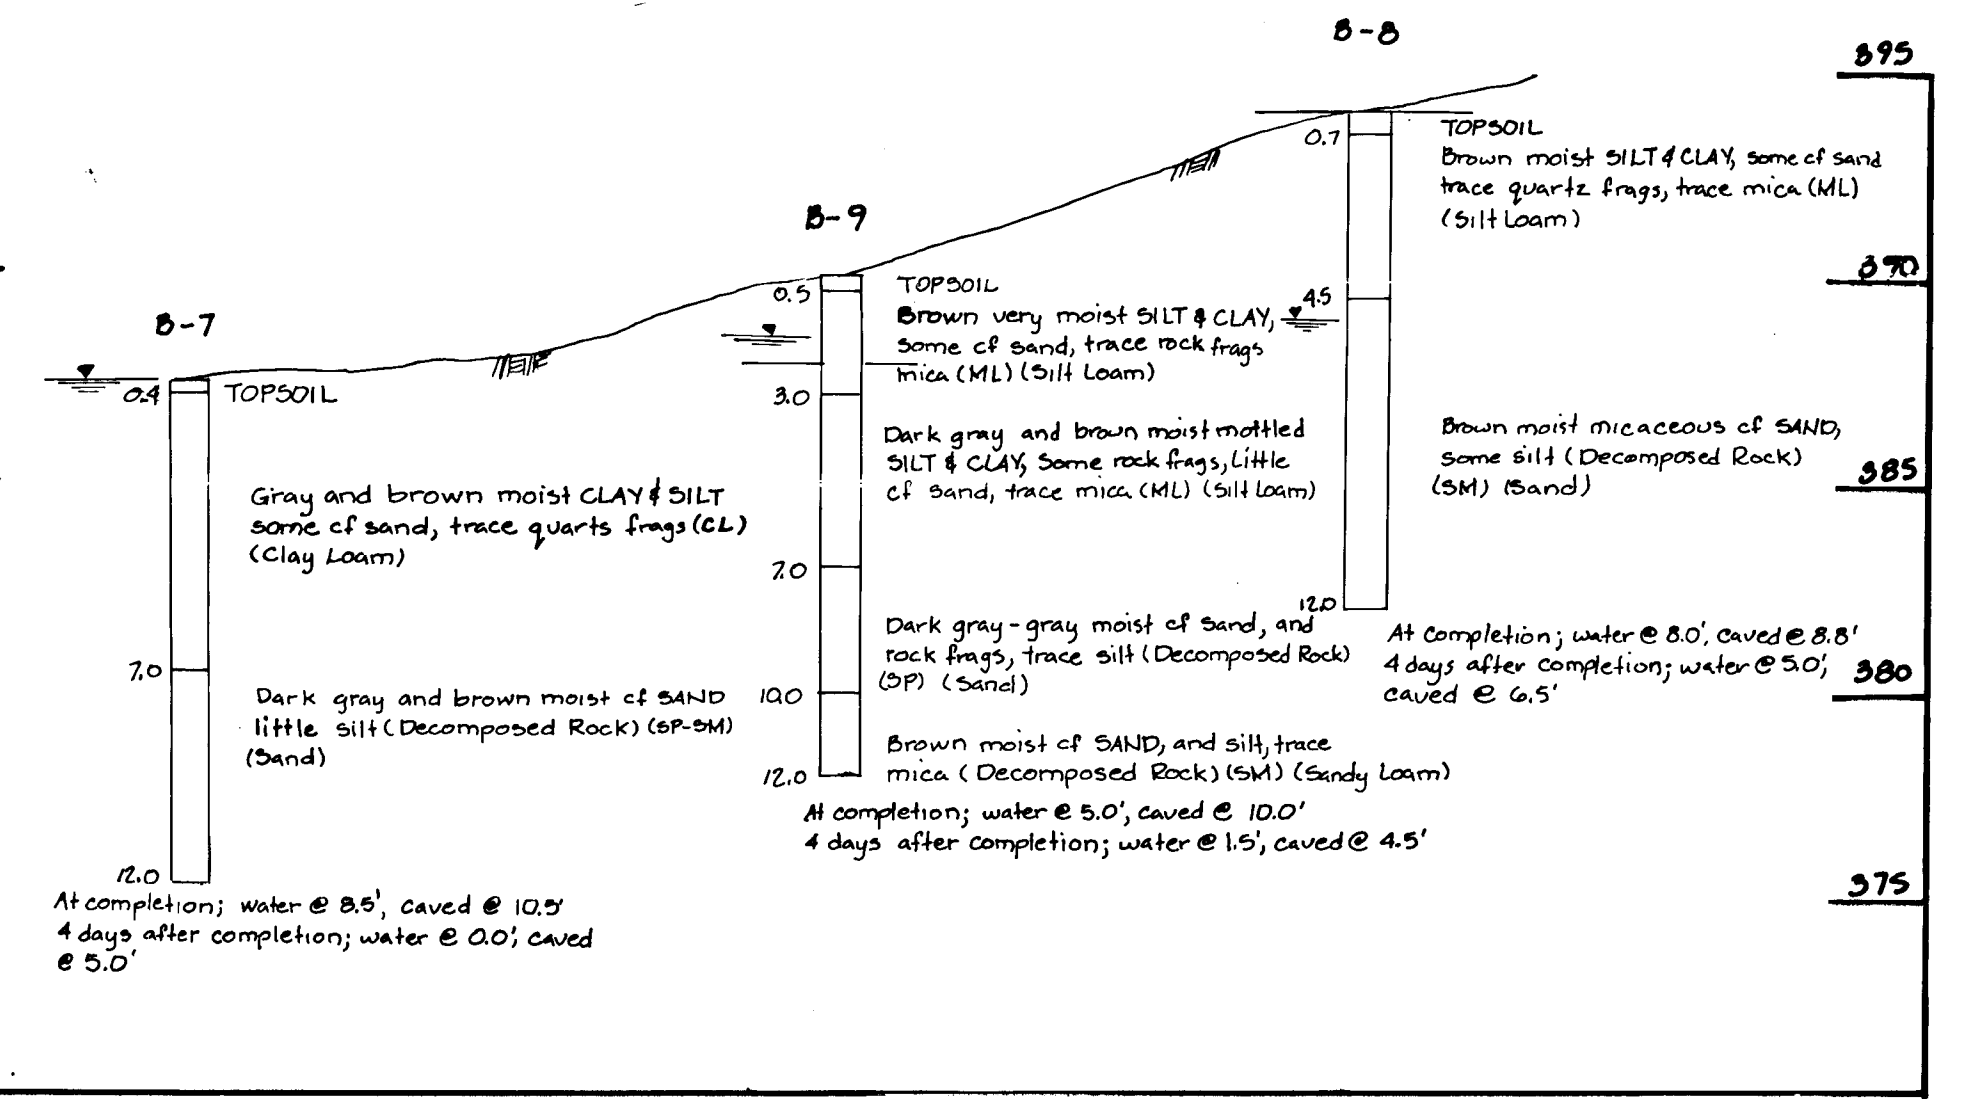 B-8
395
0.7
TOPSOIL
Brown moist SILT & CLAY, some cf sand
trace quartz frags, trace mica (ML)
(Silt Loam)
B-9
390
0.5
TOPSOIL
Brown very moist SILT & CLAY,
some cf sand, trace rock frags
mica (ML) (Silt Loam)
4.5
B-7
0.4
TOPSOIL
3.0
Dark gray and brown moist mottled
SILT & CLAY, Some rock frags, Little
cf sand, trace mica (ML) (Silt Loam)
Brown moist micaceous cf SAND,
some silt (Decomposed Rock)
(SM) (Sand)
385
Gray and brown moist CLAY & SILT
some cf sand, trace quarts frags (CL)
(Clay Loam)
7.0
12.0
Dark gray-gray moist cf Sand, and
rock frags, trace silt (Decomposed Rock)
(SP) (Sand)
At completion; water @ 8.0', caved @ 8.8'
4 days after completion; water @ 5.0',
caved @ 6.5'
380
7.0
Dark gray and brown moist cf SAND
little silt (Decomposed Rock) (SP-SM)
(Sand)
10.0
Brown moist cf SAND, and silt, trace
mica (Decomposed Rock) (SM) (Sandy Loam)
12.0
At completion; water @ 5.0', caved @ 10.0'
4 days after completion; water @ 1.5', caved @ 4.5'
375
12.0
At completion; water @ 8.5', caved @ 10.5'
4 days after completion; water @ 0.0', caved
@ 5.0'